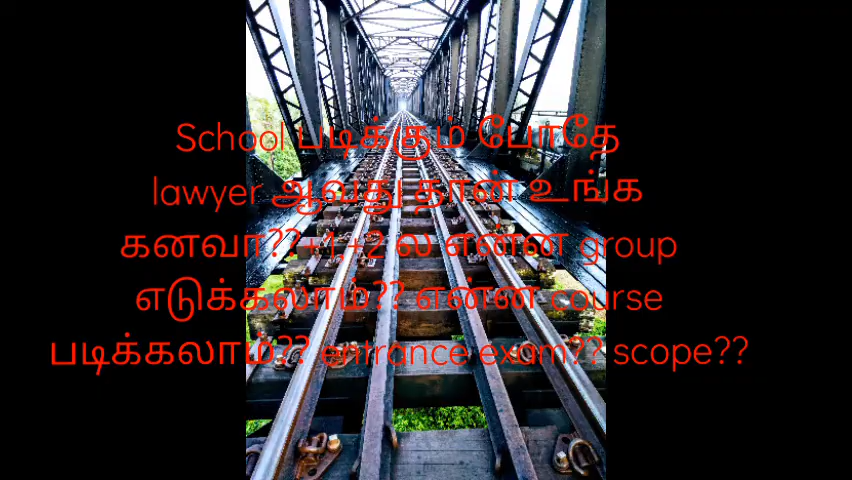 School படிக்கும் போதே
lawyer ஆவது தான் உங்க
கனவா??+1,+2 ல என்ன group
எடுக்கலாம்?? என்ன course
படிக்கலாம்?? entrance exam?? scope??